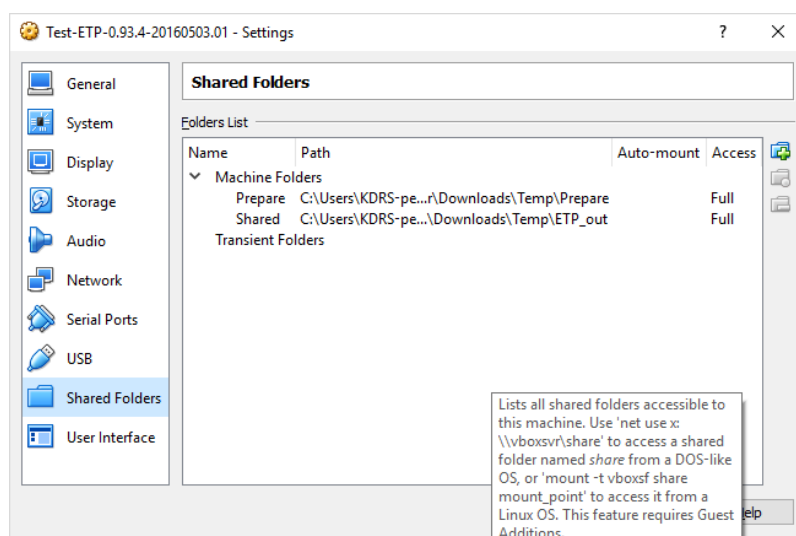 Test-ETP-0.93.4-20160503.01 - Settings
?
General
System
Display
Storage
Audio
Network
Serial Ports
USB
Shared Folders
User Interface
Shared Folders
Folders List
Name Path Auto-mount Access
Machine Folders
Prepare C:\Users\KDRS-pe...r\Downloads\Temp\Prepare Full
Shared C:\Users\KDRS-pe...\Downloads\Temp\ETP_out Full
Transient Folders
Lists all shared folders accessible to
this machine. Use 'net use x:
\\vboxsvr\share' to access a shared
folder named share from a DOS-like
OS, or 'mount -t vboxsf share
mount_point' to access it from a
Linux OS. This feature requires Guest
Additions.